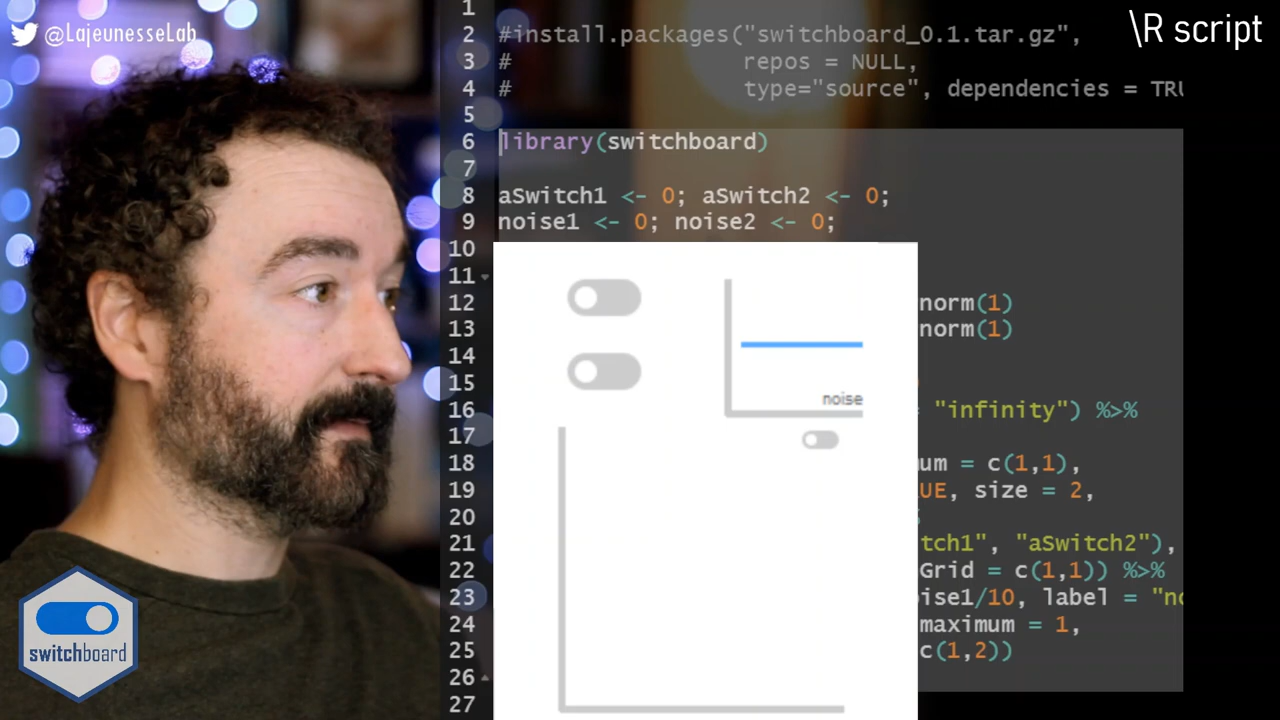 @LajeunesseLab
\R script
1
2 #install.packages("switchboard_0.1.tar.gz",
3 # repos = NULL,
4 # type="source", dependencies = TRU
5
6 library(switchboard)
7
8 aSwitch1 <- 0; aSwitch2 <- 0;
9 noise1 <- 0; noise2 <- 0;
10
11
12 norm(1)
13 norm(1)
14
15
16 "infinity") %>%
17
18 um = c(1,1),
19 UE, size = 2,
20
21 tch1", "aSwitch2"),
22 Grid = c(1,1)) %>%
23 ise1/10, label = "no
24 maximum = 1,
25 c(1,2))
26
27
noise
switchboard